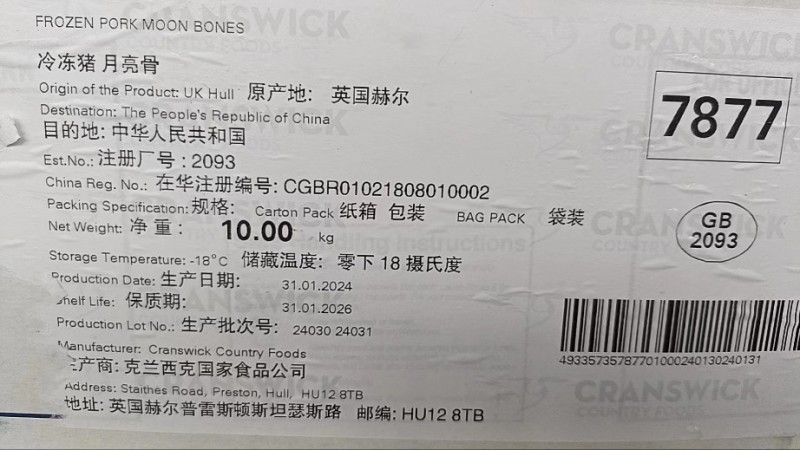 FROZEN PORK MOON BONES
冷冻猪 月亮骨
Origin of the Product: UK Hull 原产地: 英国赫尔
Destination: The People's Republic of China
目的地: 中华人民共和国
Est.No.: 注册厂号: 2093
China Reg. No.: 在华注册编号: CGBR01021808010002
Packing Specification: 规格: Carton Pack 纸箱 包装 BAG PACK 袋装
Net Weight: 净 重: 10.00 kg
Storage Temperature: -18°C 储藏温度: 零下 18 摄氏度
Production Date: 生产日期: 31.01.2024
Shelf Life: 保质期: 31.01.2026
Production Lot No.: 生产批次号: 24030 24031
Manufacturer: Cranswick Country Foods
生产商: 克兰西克国家食品公司
Address: Staithes Road, Preston, Hull, HU12 8TB
地址: 英国赫尔普雷斯顿斯坦瑟斯路 邮编: HU12 8TB
7877
GB
2093
4933573578770100024013024 0131
CRANSWICK
COUNTRY FOODS